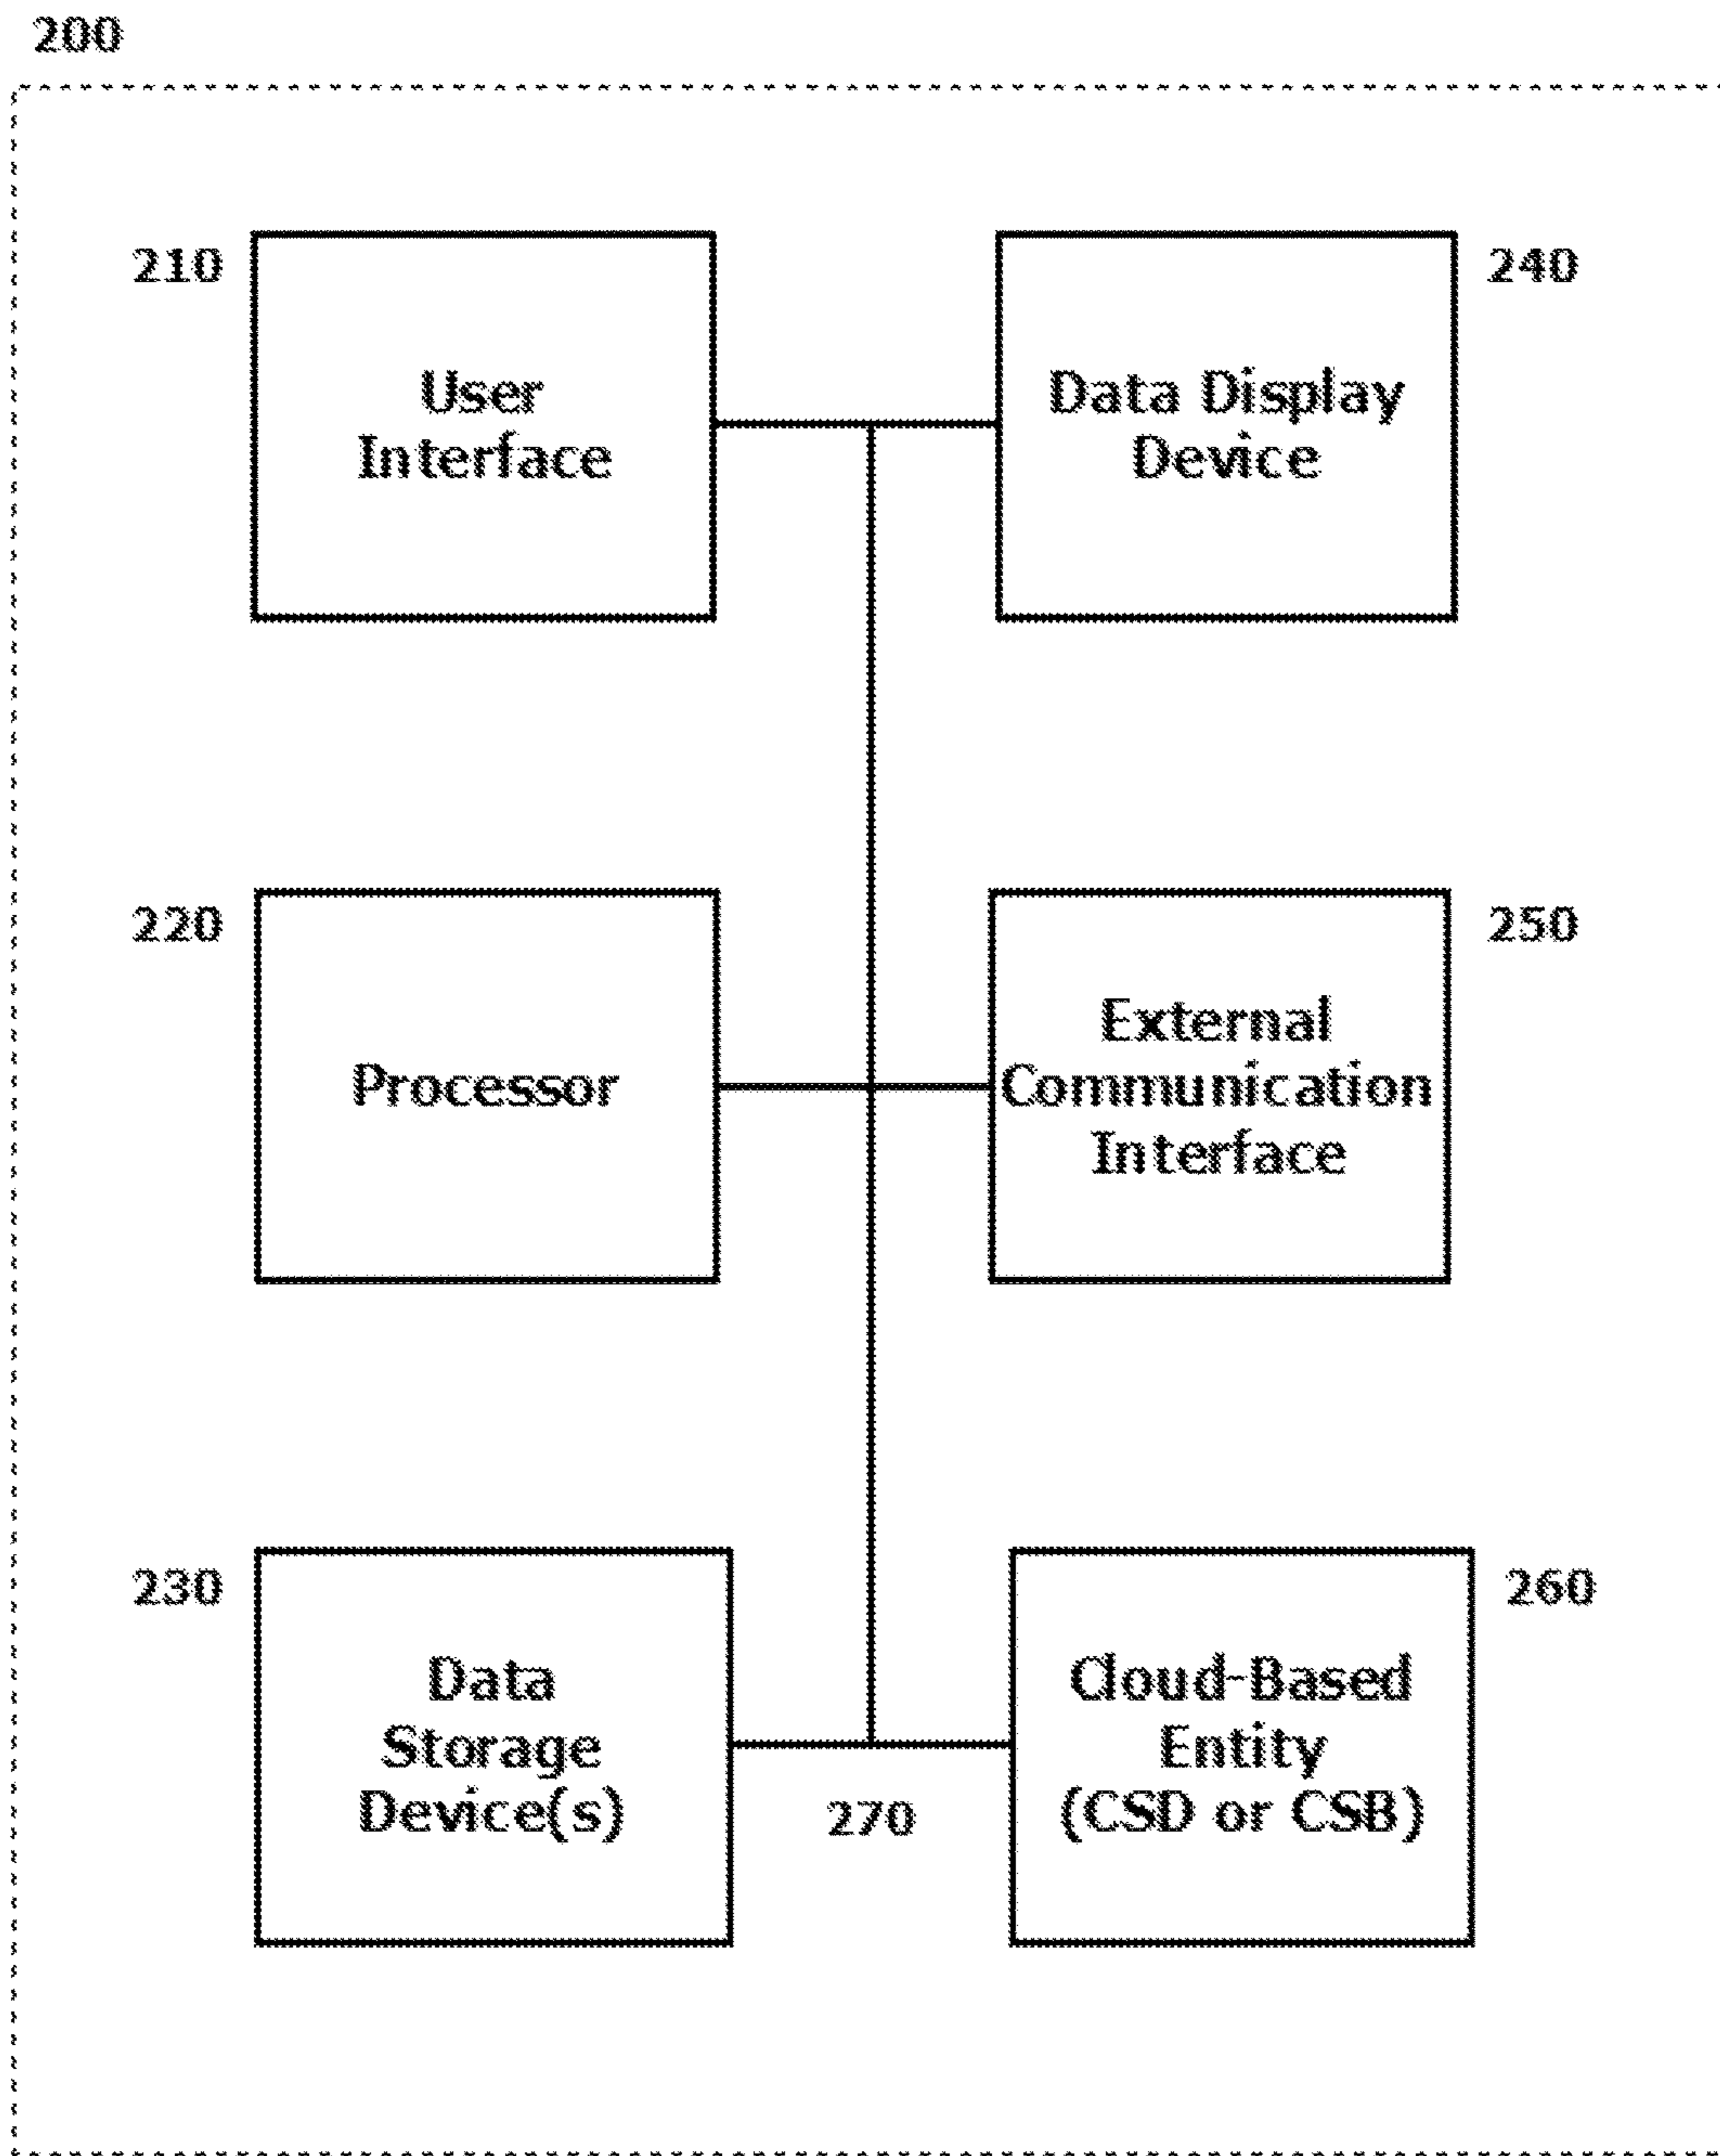 200
210
User
Interface
240
Data Display
Device
220
Processor
250
External
Communication
Interface
230
Data
Storage
Device(s)
270
260
Cloud-Based
Entity
(CSD or CSB)